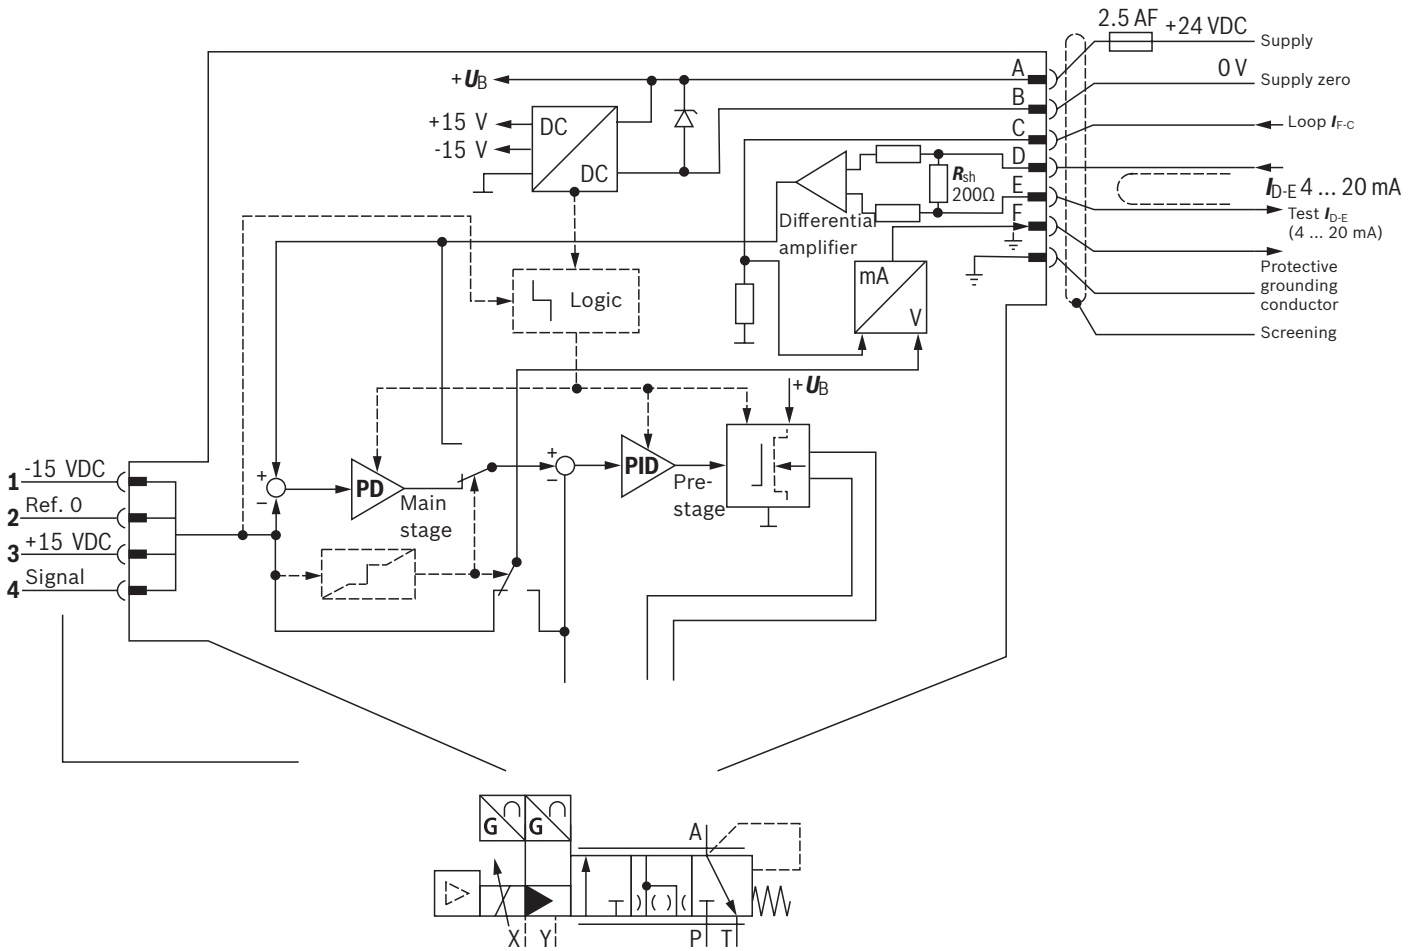 2.5 AF
+24 VDC
Supply
A
+UB
0 V
Supply zero
B
+15 V
DC
-15 V
DC
C
Loop IF-C
D
Rsh
200Ω
ID-E 4 ... 20 mA
E
Test ID-E
(4 ... 20 mA)
F
Differential
amplifier
Protective
grounding
conductor
mA
V
Logic
Screening
+UB
1
-15 VDC
2
Ref. 0
3
+15 VDC
4
Signal
+
−
PD
Main
stage
+
−
PID
Pre-
stage
G
G
A
X
Y
P
T